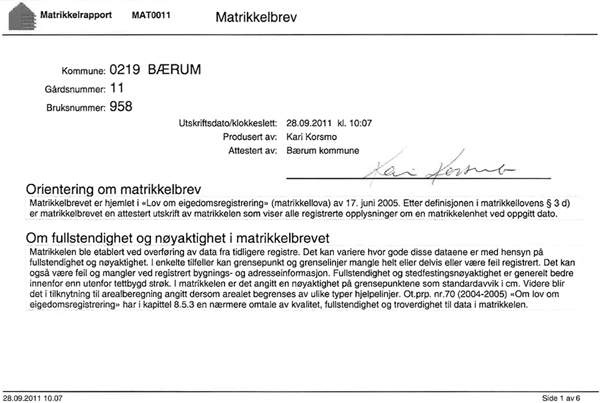 Matrikkelrapport MAT0011 Matrikkelbrev
Kommune: 0219 BÆRUM
Gårdsnummer: 11
Bruksnummer: 958
Utskriftsdato/klokkeslett: 28.09.2011 kl. 10:07
Produsert av: Kari Korsmo
Attestert av: Bærum kommune
Kari Korsmo
Orientering om matrikkelbrev
Matrikkelbrevet er hjemlet i «Lov om eigedomsregistrering» (matrikkellova) av 17. juni 2005. Etter definisjonen i matrikkellovens § 3 d)
er matrikkelbrevet en attestert utskrift av matrikkelen som viser alle registrerte opplysninger om en matrikkelenhet ved oppgitt dato.
Om fullstendighet og nøyaktighet i matrikkelbrevet
Matrikkelen ble etablert ved overføring av data fra tidligere registre. Det kan variere hvor gode disse dataene er med hensyn på
fullstendighet og nøyaktighet. I enkelte tilfeller kan grensepunkt og grenselinjer mangle helt eller delvis eller være feil registrert. Det kan
også være feil og mangler ved registrert bygnings- og adresseinformasjon. Fullstendighet og stedfestingsnøyaktighet er generelt bedre
innenfor enn utenfor tettbygd strøk. I matrikkelen er det angitt en nøyaktighet på grensepunktene som standardavvik i cm. Videre blir
det i tilknytning til arealberegning angitt dersom arealet begrenses av ulike typer hjelpelinjer. Ot.prp. nr.70 (2004-2005) «Om lov om
eigedomsregistrering» har i kapittel 8.5.3 en nærmere omtale av kvalitet, fullstendighet og troverdighet til data i matrikkelen.
28.09.2011 10.07 Side 1 av 6